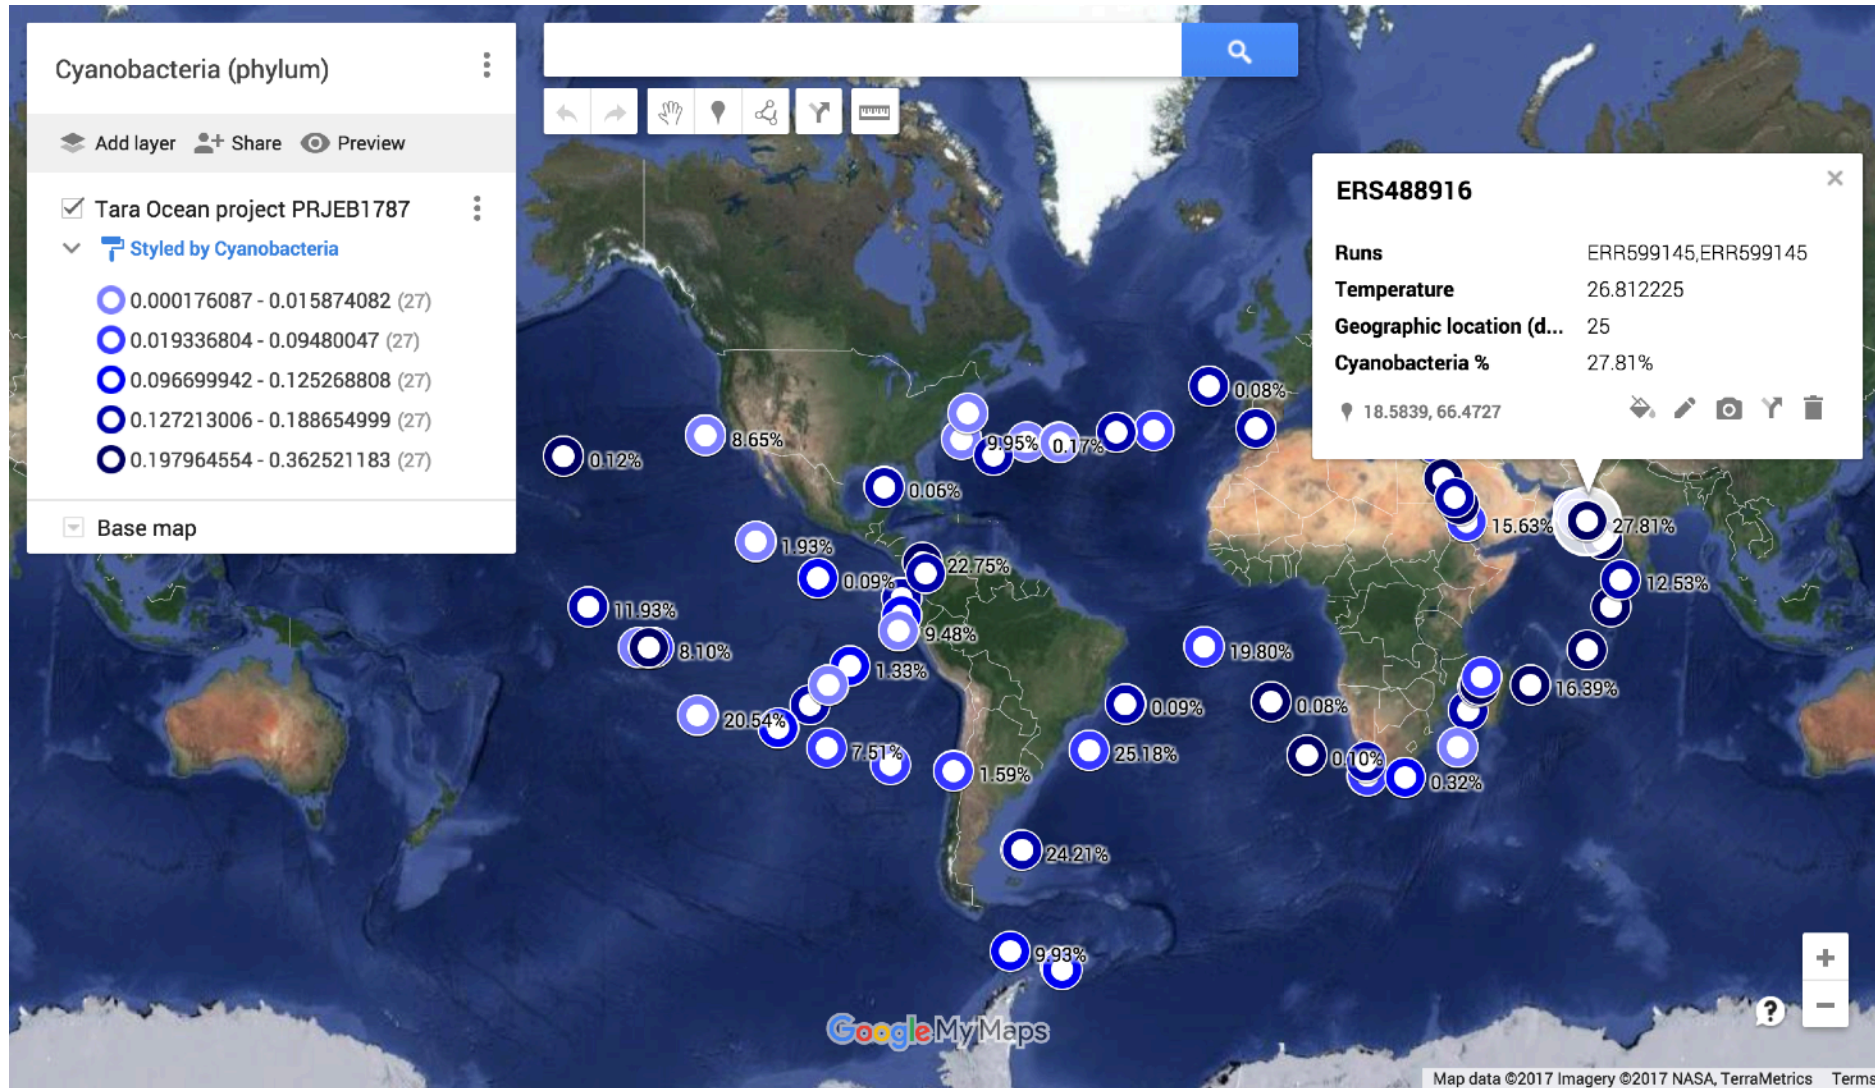 Cyanobacteria (phylum)
Add layer Share Preview
Tara Ocean project PRJEB1787
Styled by Cyanobacteria
0.000176087 - 0.015874082 (27)
0.019336804 - 0.09480047 (27)
0.096699942 - 0.125268808 (27)
0.127213006 - 0.188654999 (27)
0.197964554 - 0.362521183 (27)
Base map
ERS488916
Runs ERR599145,ERR599145
Temperature 26.812225
Geographic location (d... 25
Cyanobacteria % 27.81%
18.5839, 66.4727
0.08%
8.65%
9.95%
0.17%
0.12%
0.06%
15.63%
27.81%
1.93%
22.75%
0.09%
12.53%
11.93%
9.48%
8.10%
19.80%
1.33%
16.39%
0.09%
0.08%
20.54%
7.51%
25.18%
0.10%
1.59%
0.32%
24.21%
9.93%
Google My Maps
Map data ©2017 Imagery ©2017 NASA, TerraMetrics Terms